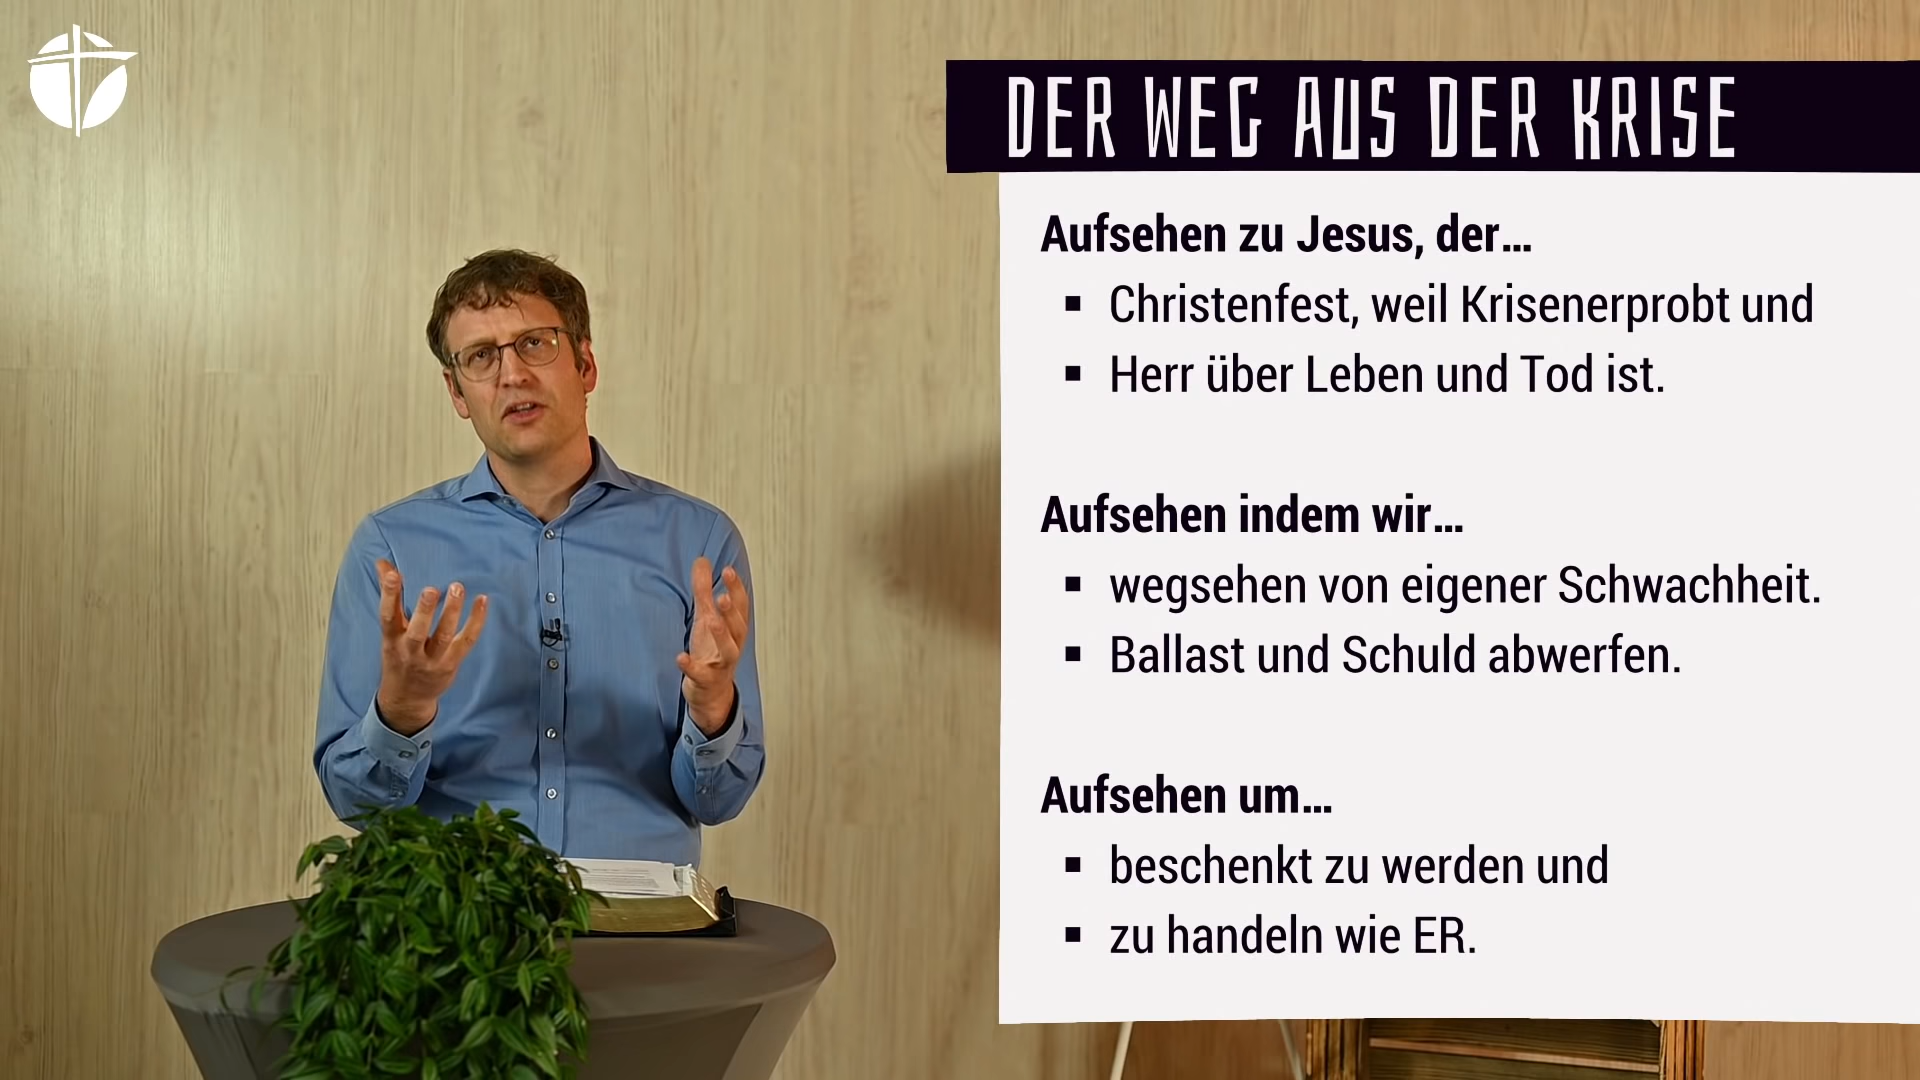 DER WEG AUS DER KRISE
Aufsehen zu Jesus, der...
▪ Christenfest, weil Krisenerprobt und
▪ Herr über Leben und Tod ist.
Aufsehen indem wir...
▪ wegsehen von eigener Schwachheit.
▪ Ballast und Schuld abwerfen.
Aufsehen um...
▪ beschenkt zu werden und
▪ zu handeln wie ER.